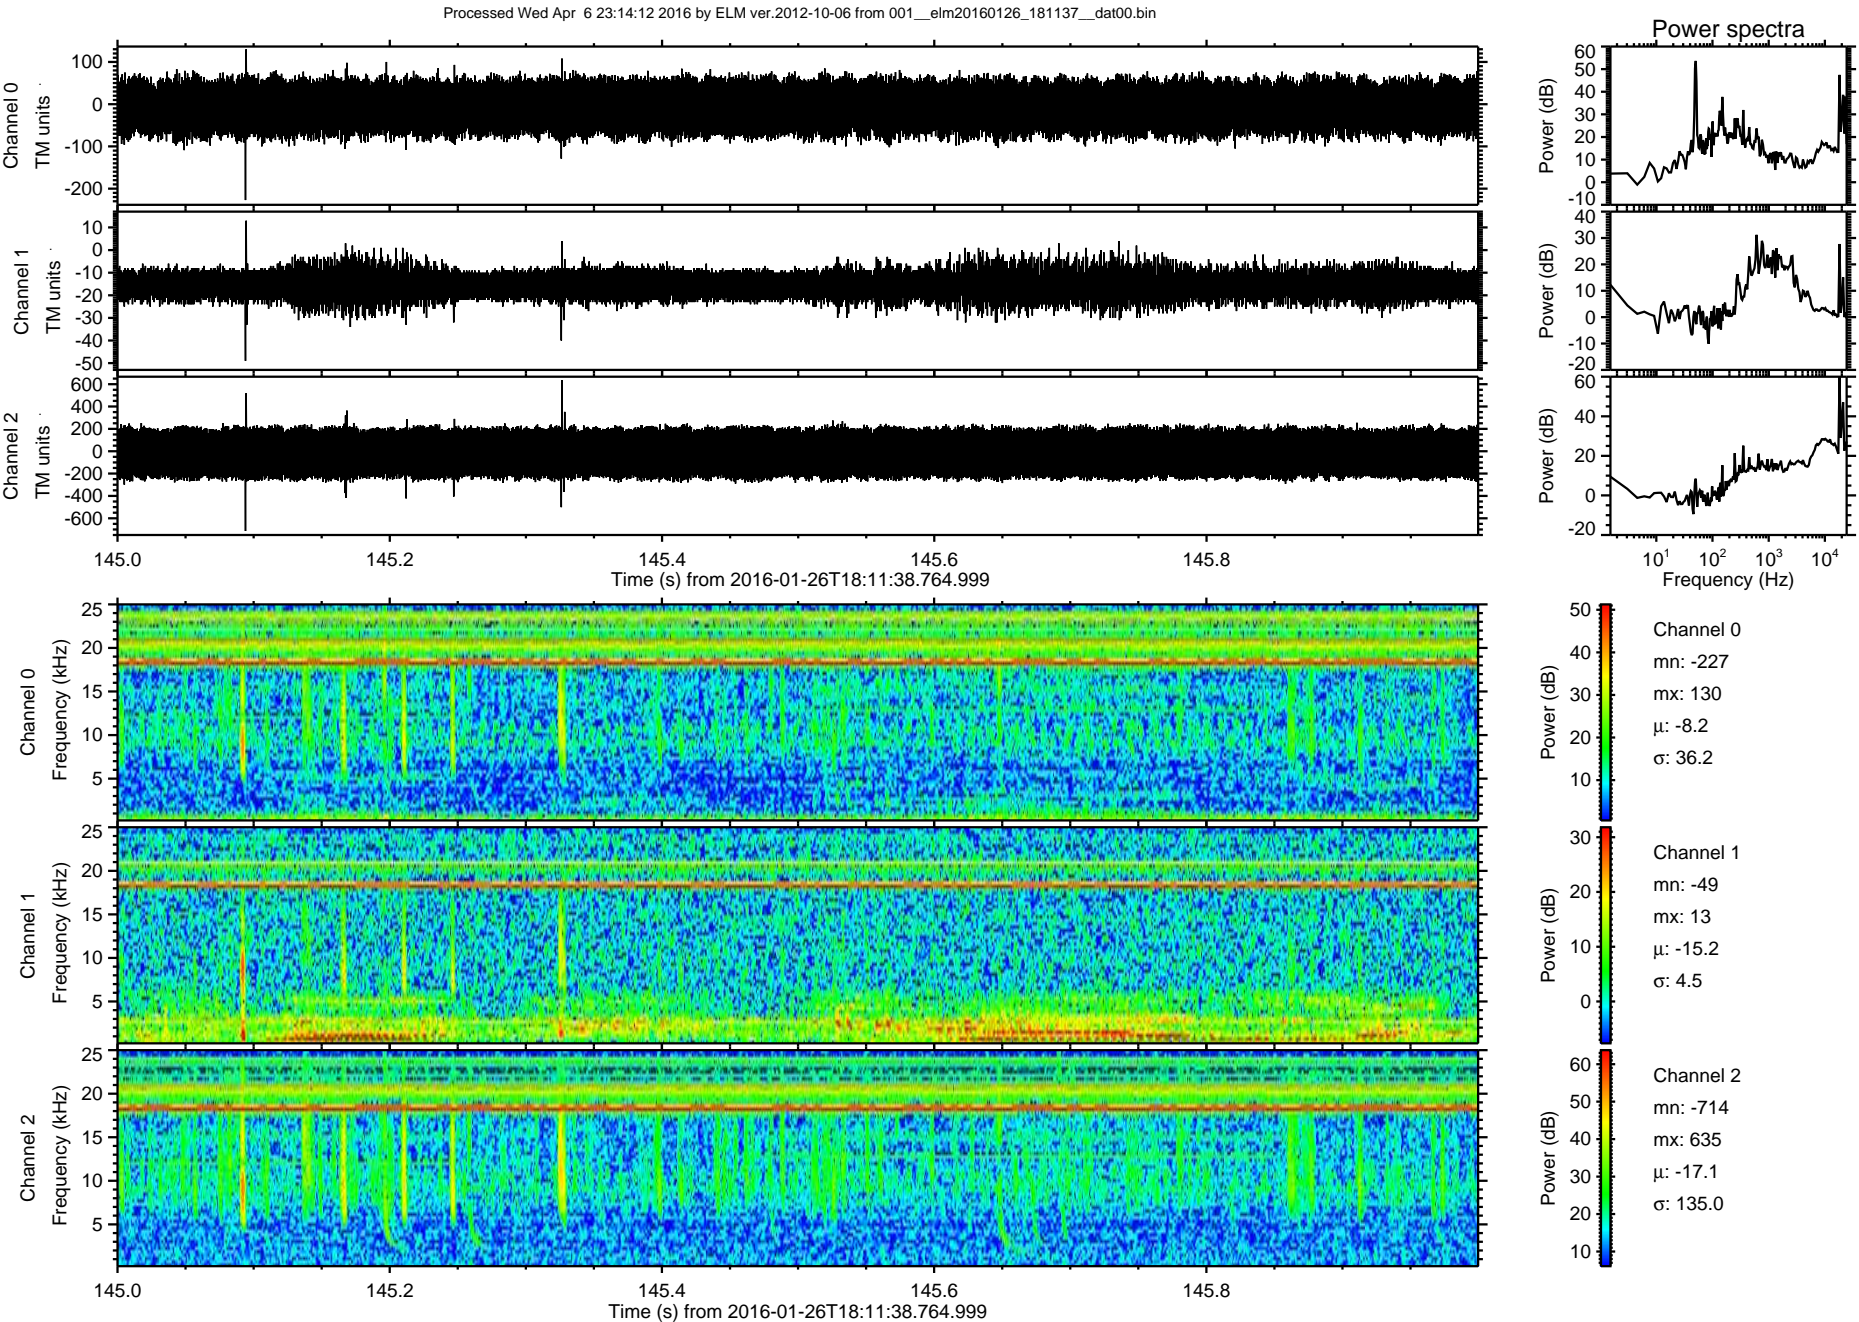 Processed Wed Apr  6 23:14:12 2016 by ELM ver.2012-10-06 from 001__elm20160126_181137__dat00.bin
Power spectra
Channel 0
TM units
100
0
-100
-200
Power (dB)
60
50
40
30
20
10
0
-10
Channel 1
TM units
10
0
-10
-20
-30
-40
-50
Power (dB)
40
30
20
10
0
-10
-20
Channel 2
TM units
600
400
200
0
-200
-400
-600
Power (dB)
60
40
20
0
-20
145.0 145.2 145.4 145.6 145.8
Time (s) from 2016-01-26T18:11:38.764.999
10¹ 10² 10³ 10⁴
Frequency (Hz)
Channel 0
Frequency (kHz)
25
20
15
10
5
Power (dB)
50
40
30
20
10
Channel 0
mn: -227
mx: 130
μ: -8.2
σ: 36.2
Channel 1
Frequency (kHz)
25
20
15
10
5
Power (dB)
30
20
10
0
Channel 1
mn: -49
mx: 13
μ: -15.2
σ: 4.5
Channel 2
Frequency (kHz)
25
20
15
10
5
Power (dB)
60
50
40
30
20
10
Channel 2
mn: -714
mx: 635
μ: -17.1
σ: 135.0
145.0 145.2 145.4 145.6 145.8
Time (s) from 2016-01-26T18:11:38.764.999